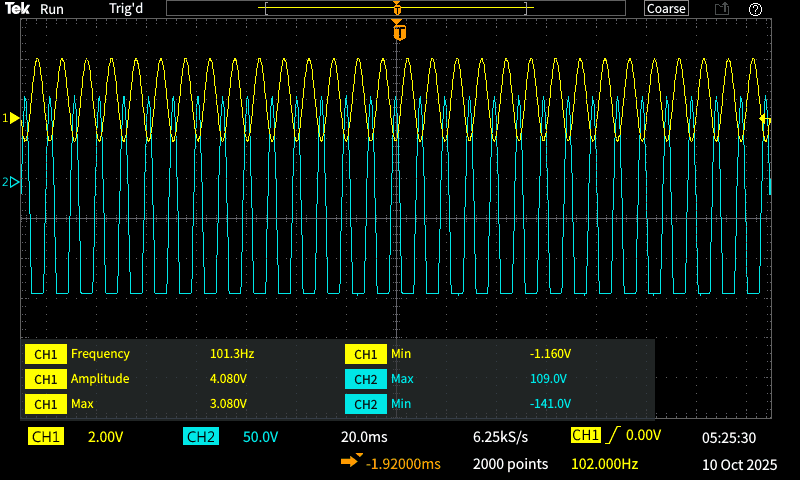 Tek Run Trig'd T Coarse ?
T
1
2
CH1 Frequency 101.3Hz CH1 Min -1.160V
CH1 Amplitude 4.080V CH2 Max 109.0V
CH1 Max 3.080V CH2 Min -141.0V
CH1 2.00V CH2 50.0V 20.0ms 6.25kS/s CH1 0.00V 05:25:30
-1.92000ms 2000 points 102.000Hz 10 Oct 2025